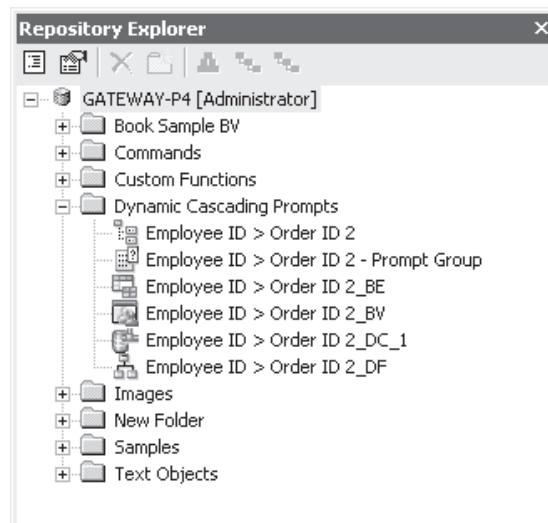 Repository Explorer
GATEWAY-P4 [Administrator]
Book Sample BV
Commands
Custom Functions
Dynamic Cascading Prompts
Employee ID > Order ID 2
Employee ID > Order ID 2 - Prompt Group
Employee ID > Order ID 2_BE
Employee ID > Order ID 2_BV
Employee ID > Order ID 2_DC_1
Employee ID > Order ID 2_DF
Images
New Folder
Samples
Text Objects